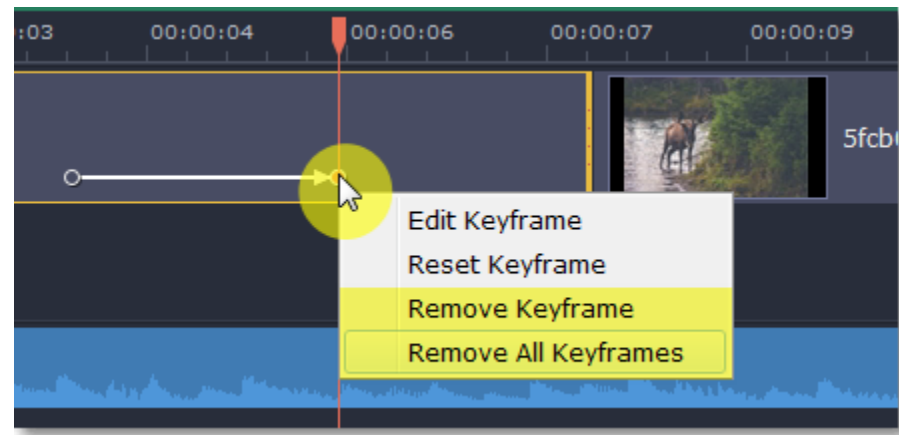 :03 00:00:04 00:00:06 00:00:07 00:00:09
5fcb
Edit Keyframe
Reset Keyframe
Remove Keyframe
Remove All Keyframes